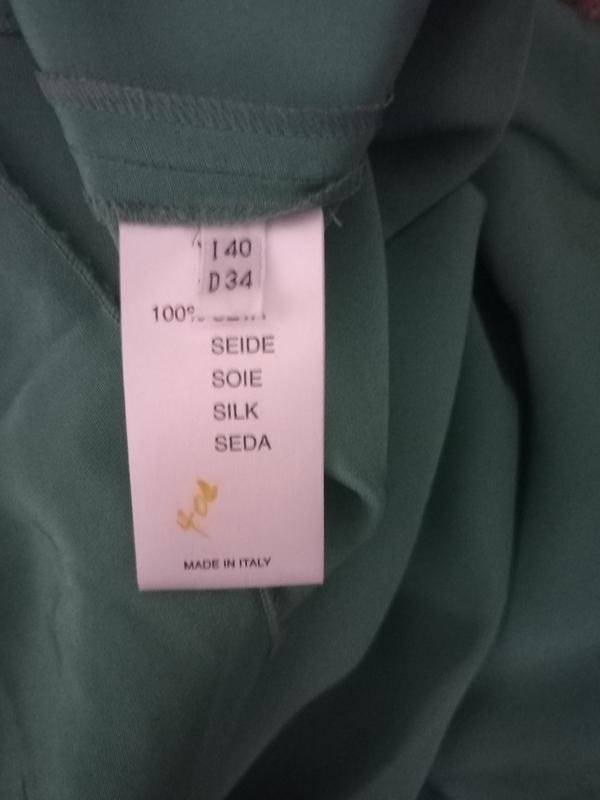 I 40
D 34
100%
SEIDE
SOIE
SILK
SEDA
MADE IN ITALY